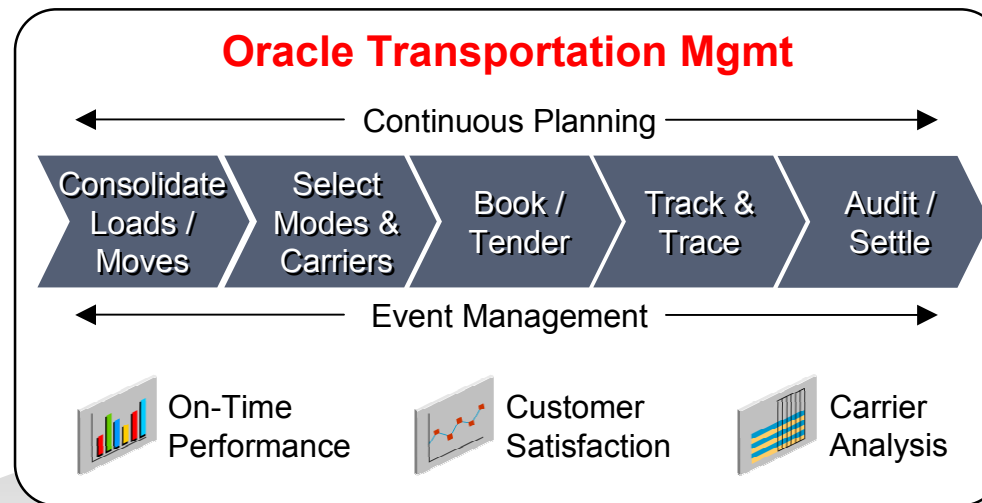 Oracle Transportation Mgmt
Continuous Planning
Consolidate
Loads /
Moves
Select
Modes &
Carriers
Book /
Tender
Track &
Trace
Audit /
Settle
Event Management
On-Time
Performance
Customer
Satisfaction
Carrier
Analysis